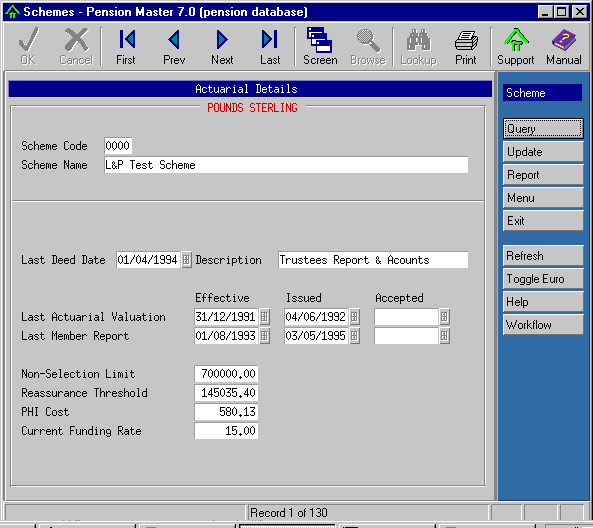 Schemes - Pension Master 7.0 (pension database)
OK Cancel First Prev Next Last Screen Browse Lookup Print Support Manual
Actuarial Details
POUNDS STERLING
Scheme Code 0000
Scheme Name L&P Test Scheme
Last Deed Date 01/04/1994 Description Trustees Report & Acounts
Effective Issued Accepted
Last Actuarial Valuation 31/12/1991 04/06/1992
Last Member Report 01/08/1993 03/05/1995
Non-Selection Limit 700000.00
Reassurance Threshold 145035.40
PHI Cost 580.13
Current Funding Rate 15.00
Scheme
Query
Update
Report
Menu
Exit
Refresh
Toggle Euro
Help
Workflow
Record 1 of 130